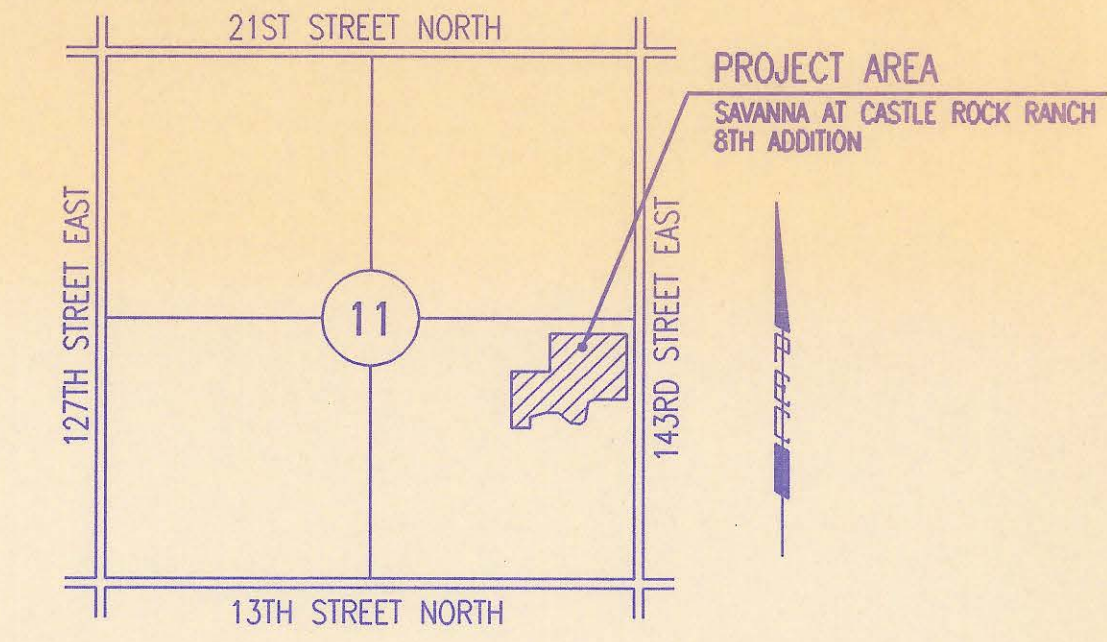 21ST STREET NORTH
PROJECT AREA
SAVANNA AT CASTLE ROCK RANCH
8TH ADDITION
127TH STREET EAST
143RD STREET EAST
11
NORTH
13TH STREET NORTH